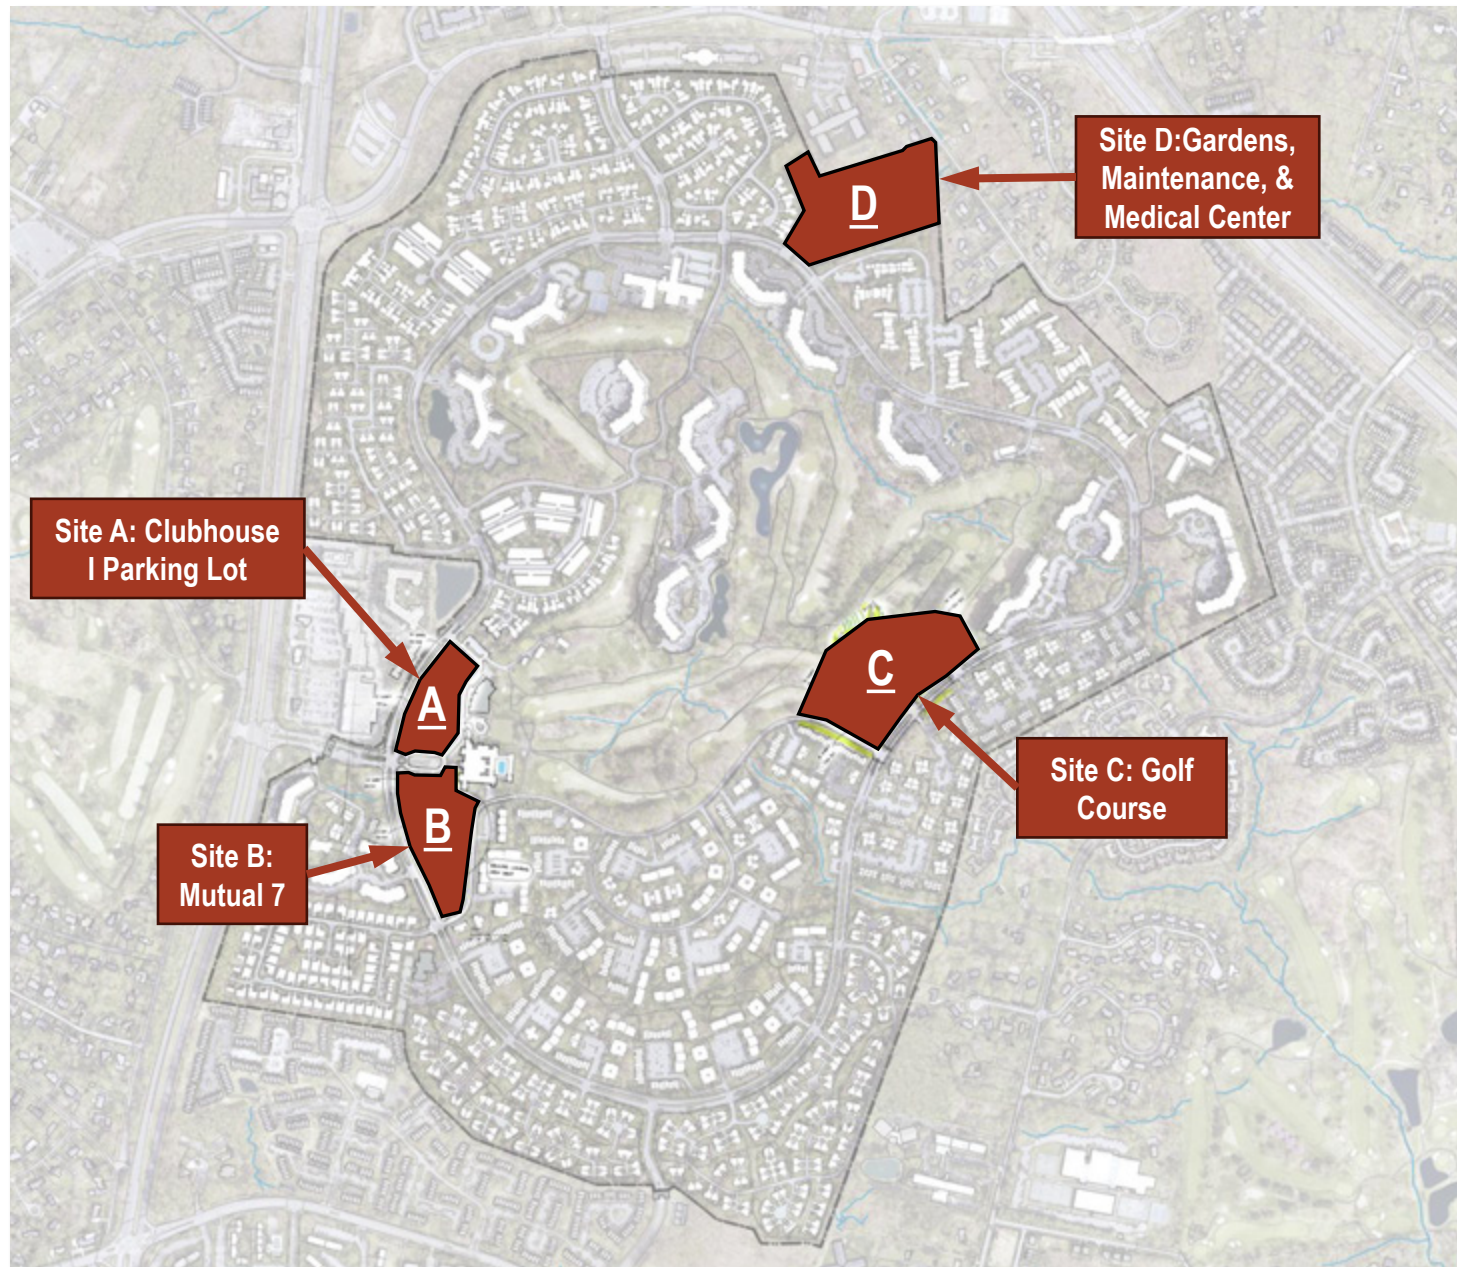 Site D:Gardens,
Maintenance, &
Medical Center
D
Site A: Clubhouse
I Parking Lot
A
C
Site C: Golf
Course
B
Site B:
Mutual 7